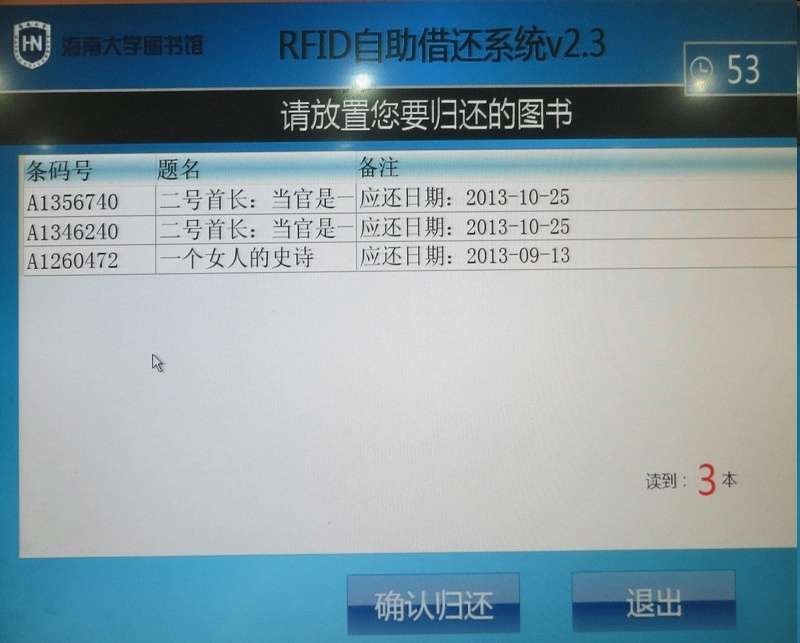 HN 海南大学图书馆
RFID自助借还系统v2.3
53
请放置您要归还的图书
条码号 题名 备注
A1356740 二号首长：当官是一 应还日期：2013-10-25
A1346240 二号首长：当官是一 应还日期：2013-10-25
A1260472 一个女人的史诗 应还日期：2013-09-13
读到：3本
确认归还 退出